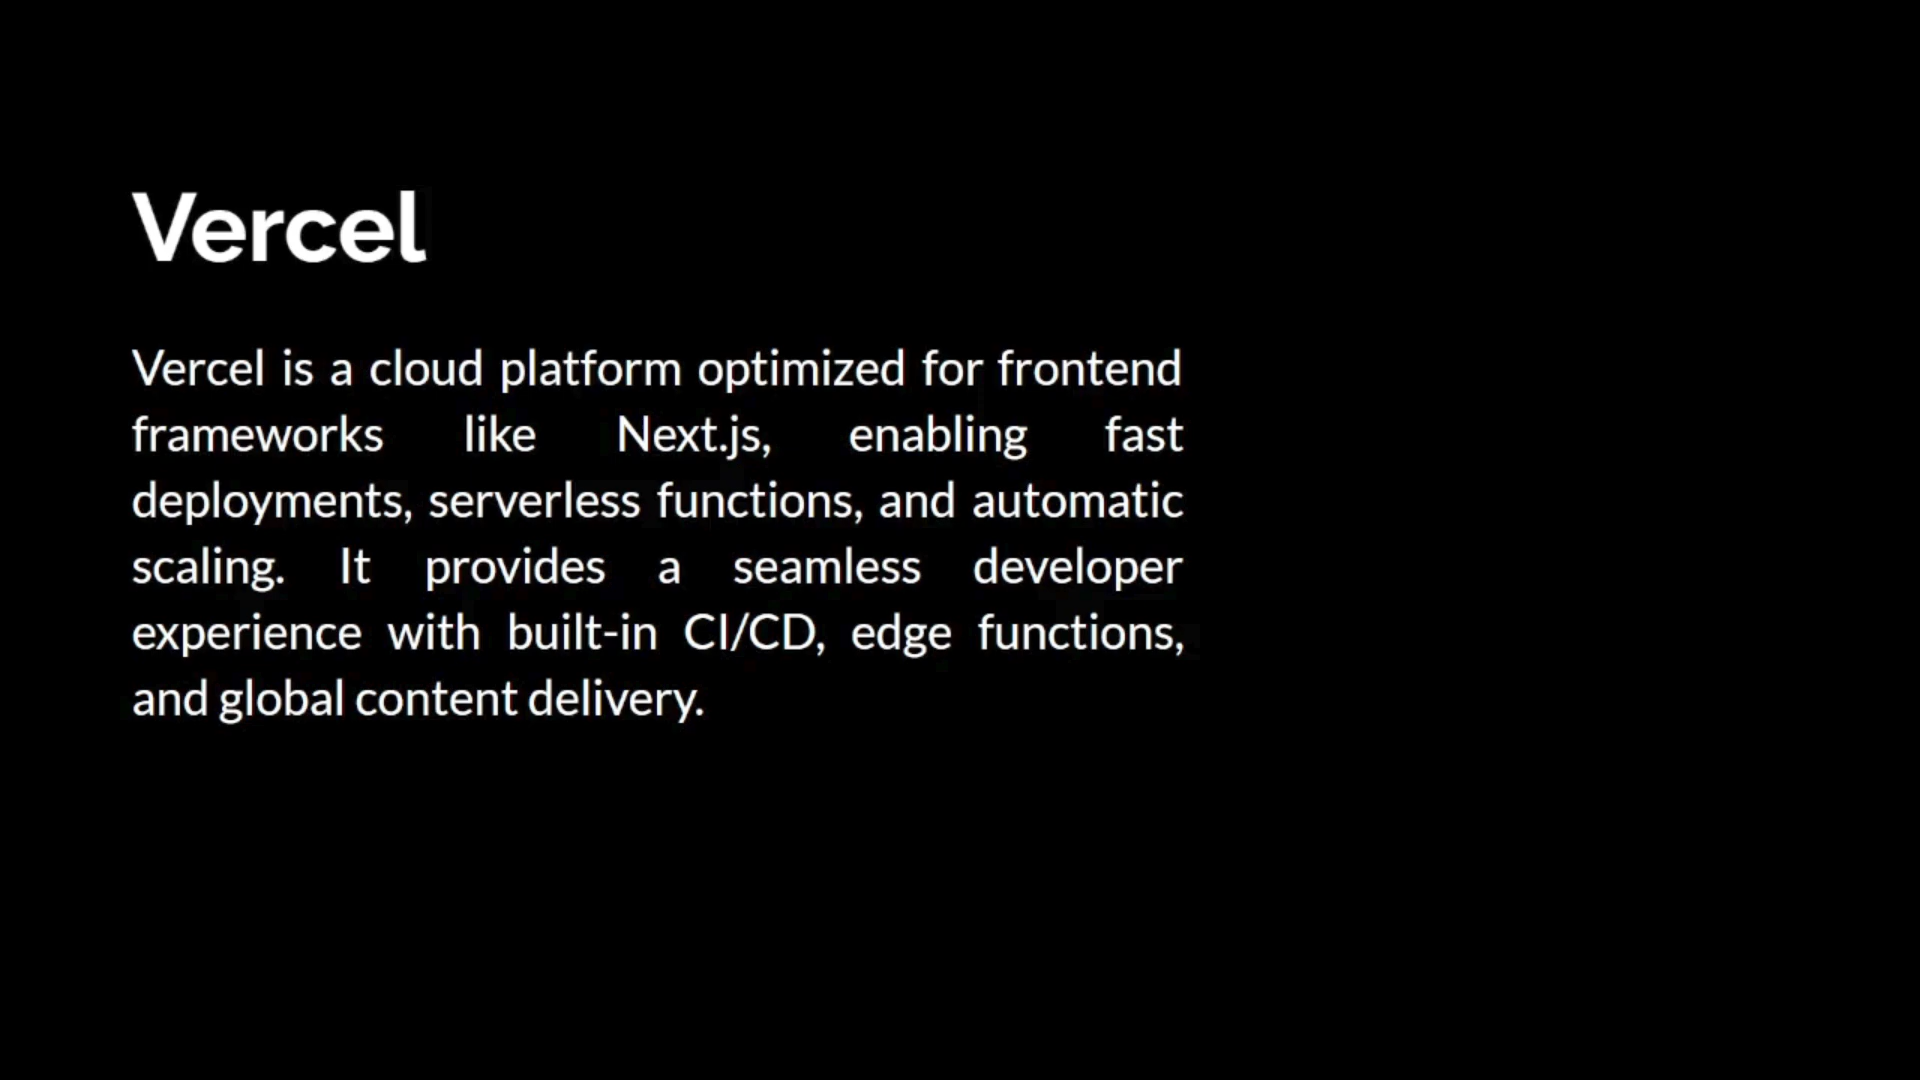 Vercel
Vercel is a cloud platform optimized for frontend
frameworks like Next.js, enabling fast
deployments, serverless functions, and automatic
scaling. It provides a seamless developer
experience with built-in CI/CD, edge functions,
and global content delivery.